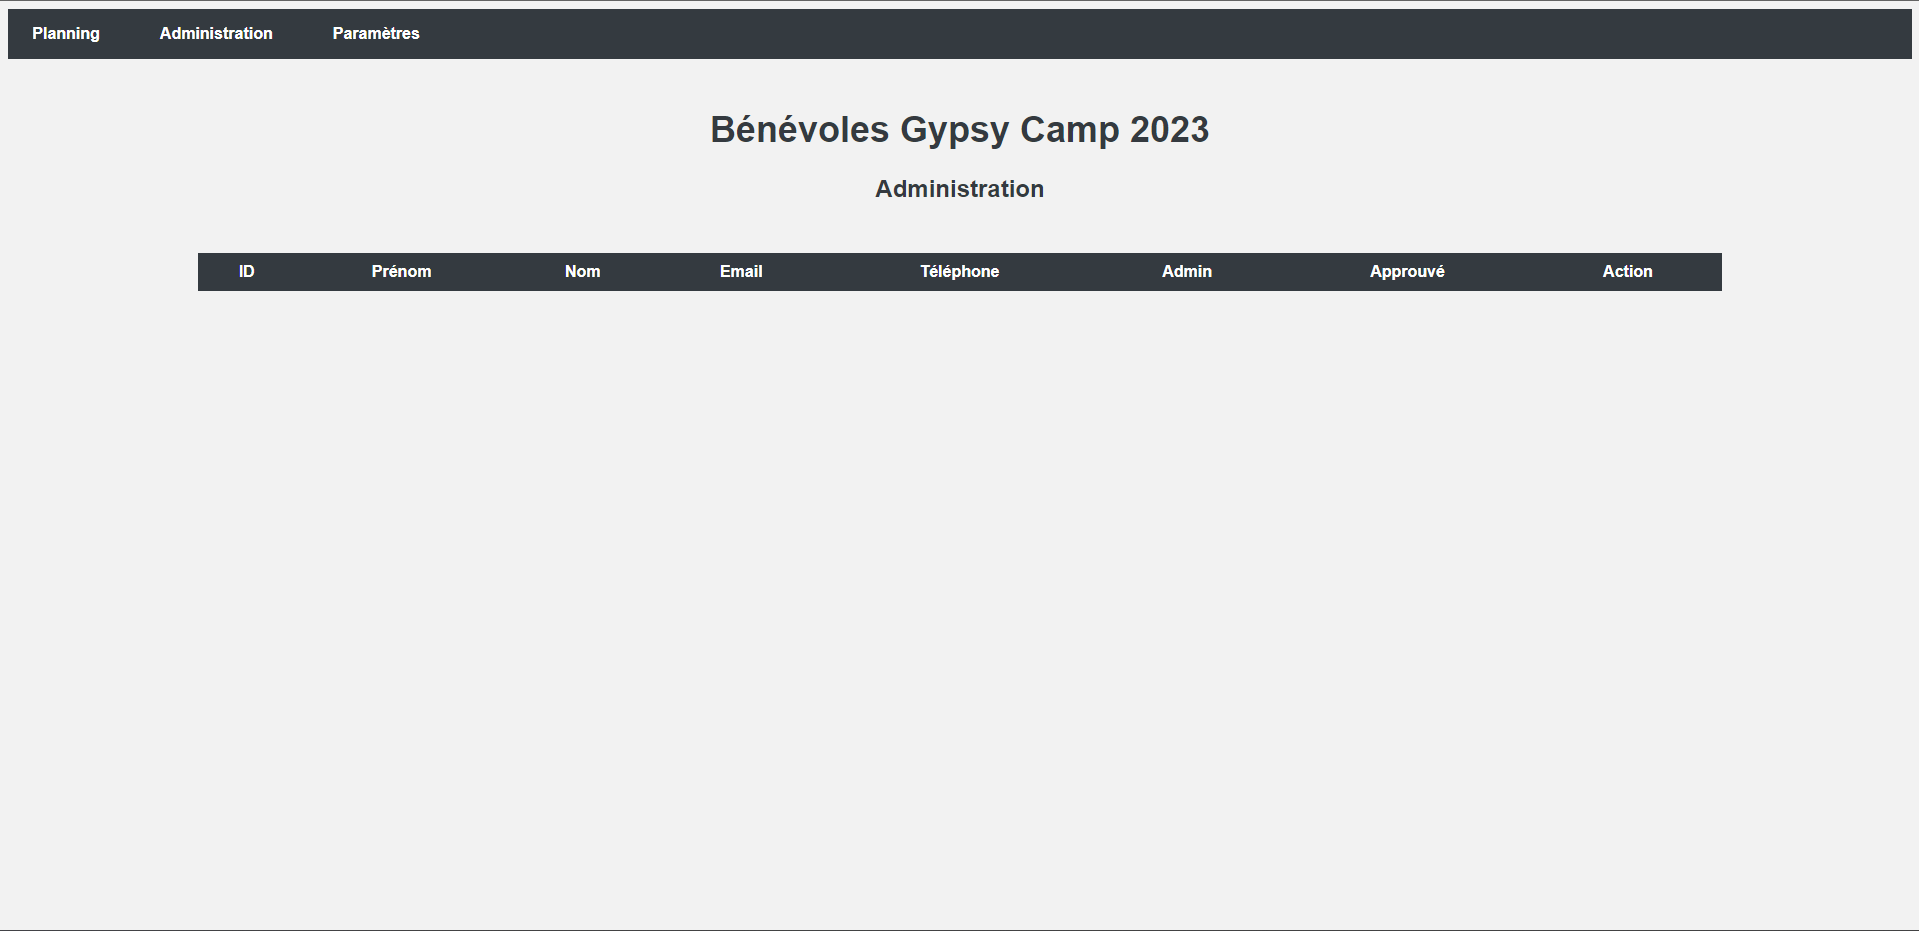 Planning Administration Paramètres
Bénévoles Gypsy Camp 2023
Administration
ID Prénom Nom Email Téléphone Admin Approuvé Action